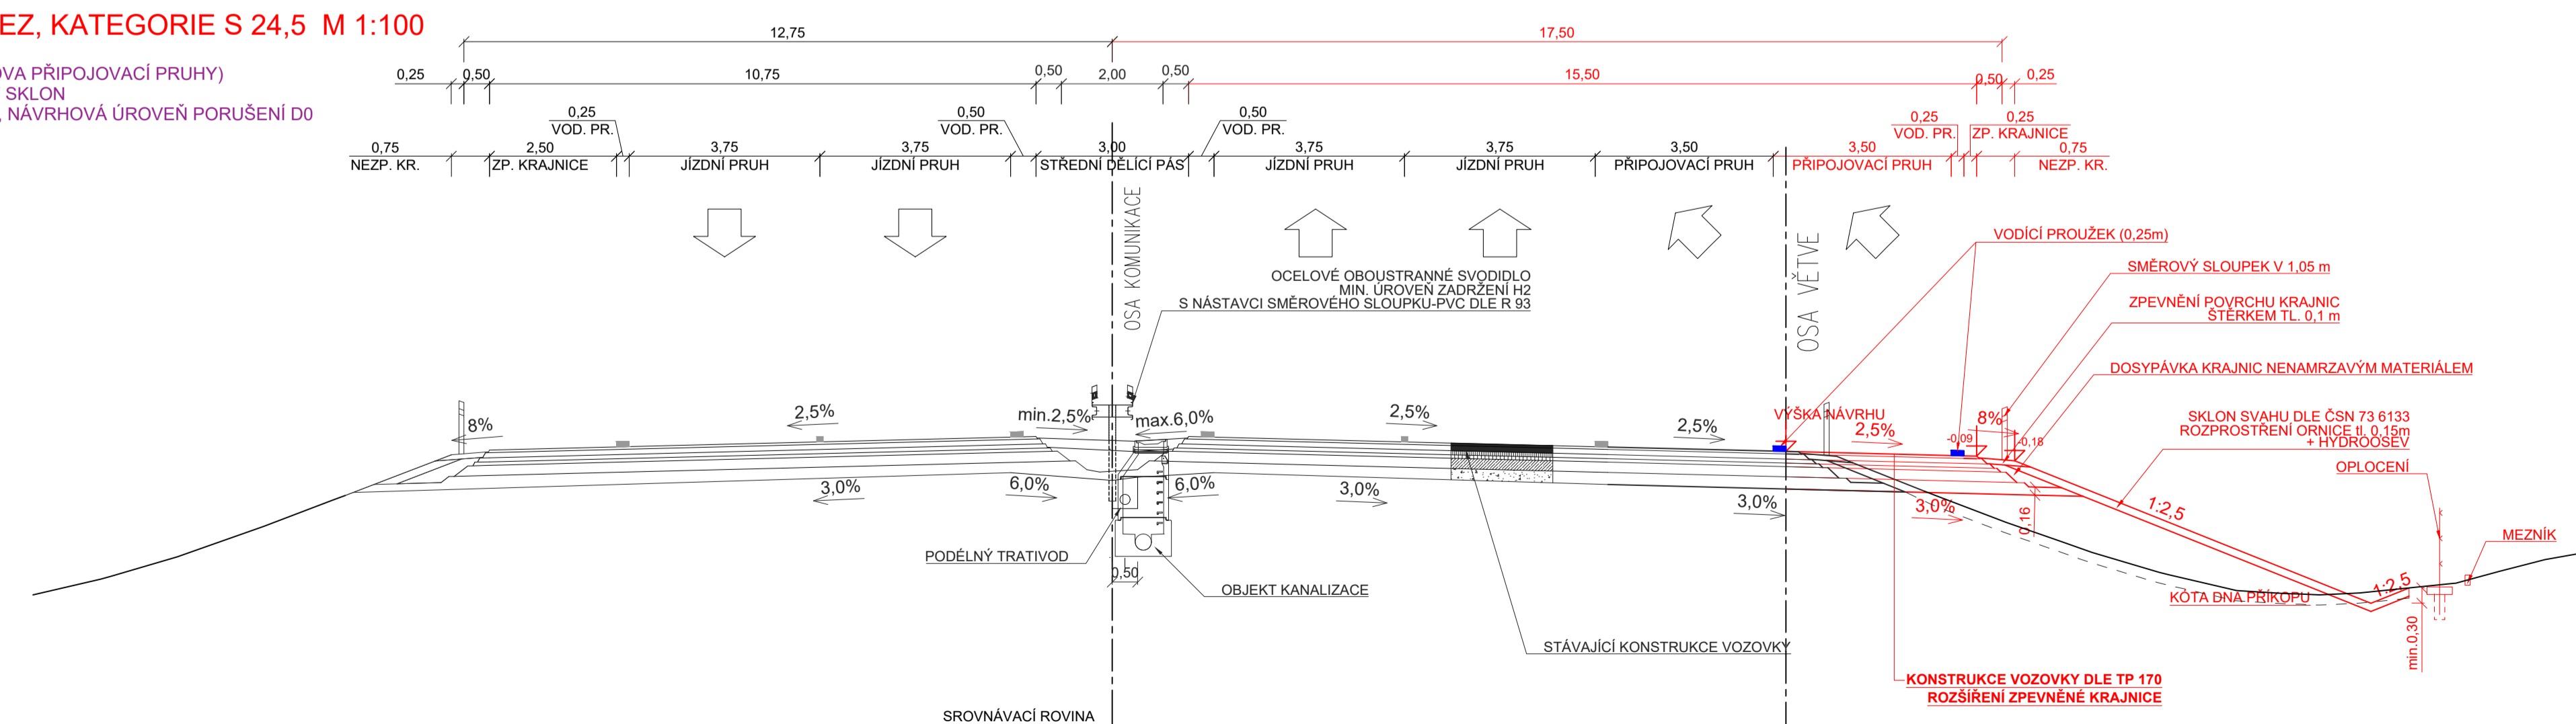 EZ, KATEGORIE S 24,5 M 1:100
OVA PŘIPOJOVACÍ PRUHY)
SKLON
, NÁVRHOVÁ ÚROVEŇ PORUŠENÍ D0
12,75
17,50
0,25
0,50
10,75
0,50
2,00
0,50
15,50
0,50
0,25
0,25
VOD. PR.
0,50
VOD. PR.
0,50
VOD. PR.
0,25
VOD. PR.
0,25
ZP. KRAJNICE
0,75
NEZP. KR.
2,50
ZP. KRAJNICE
3,75
JÍZDNÍ PRUH
3,75
JÍZDNÍ PRUH
3,00
STŘEDNÍ DĚLÍCÍ PÁS
3,75
JÍZDNÍ PRUH
3,75
JÍZDNÍ PRUH
3,50
PŘIPOJOVACÍ PRUH
3,50
PŘIPOJOVACÍ PRUH
0,75
NEZP. KR.
OSA KOMUNIKACE
OSA VĚTVE
OCELOVÉ OBOUSTRANNÉ SVODIDLO
MIN. ÚROVEŇ ZADRŽENÍ H2
S NÁSTAVCI SMĚROVÉHO SLOUPKU-PVC DLE R 93
VODÍCÍ PROUŽEK (0,25m)
SMĚROVÝ SLOUPEK V 1,05 m
ZPEVNĚNÍ POVRCHU KRAJNIC
ŠTĚRKEM TL. 0,1 m
DOSYPÁVKA KRAJNIC NENAMRZAVÝM MATERIÁLEM
SKLON SVAHU DLE ČSN 73 6133
ROZPROSTŘENÍ ORNICE tl. 0,15m
+ HYDROOSEV
OPLOCENÍ
MEZNÍK
8%
2,5%
min.2,5%
max.6,0%
2,5%
2,5%
VÝŠKA NÁVRHU
2,5%
-0,09
8%
-0,18
3,0%
6,0%
6,0%
3,0%
3,0%
3,0%
0,16
1:2,5
1:2,5
KÓTA DNA PŘÍKOPU
min.0,30
PODÉLNÝ TRATIVOD
0,50
OBJEKT KANALIZACE
STÁVAJÍCÍ KONSTRUKCE VOZOVKY
KONSTRUKCE VOZOVKY DLE TP 170
ROZŠÍŘENÍ ZPEVNĚNÉ KRAJNICE
SROVNÁVACÍ ROVINA